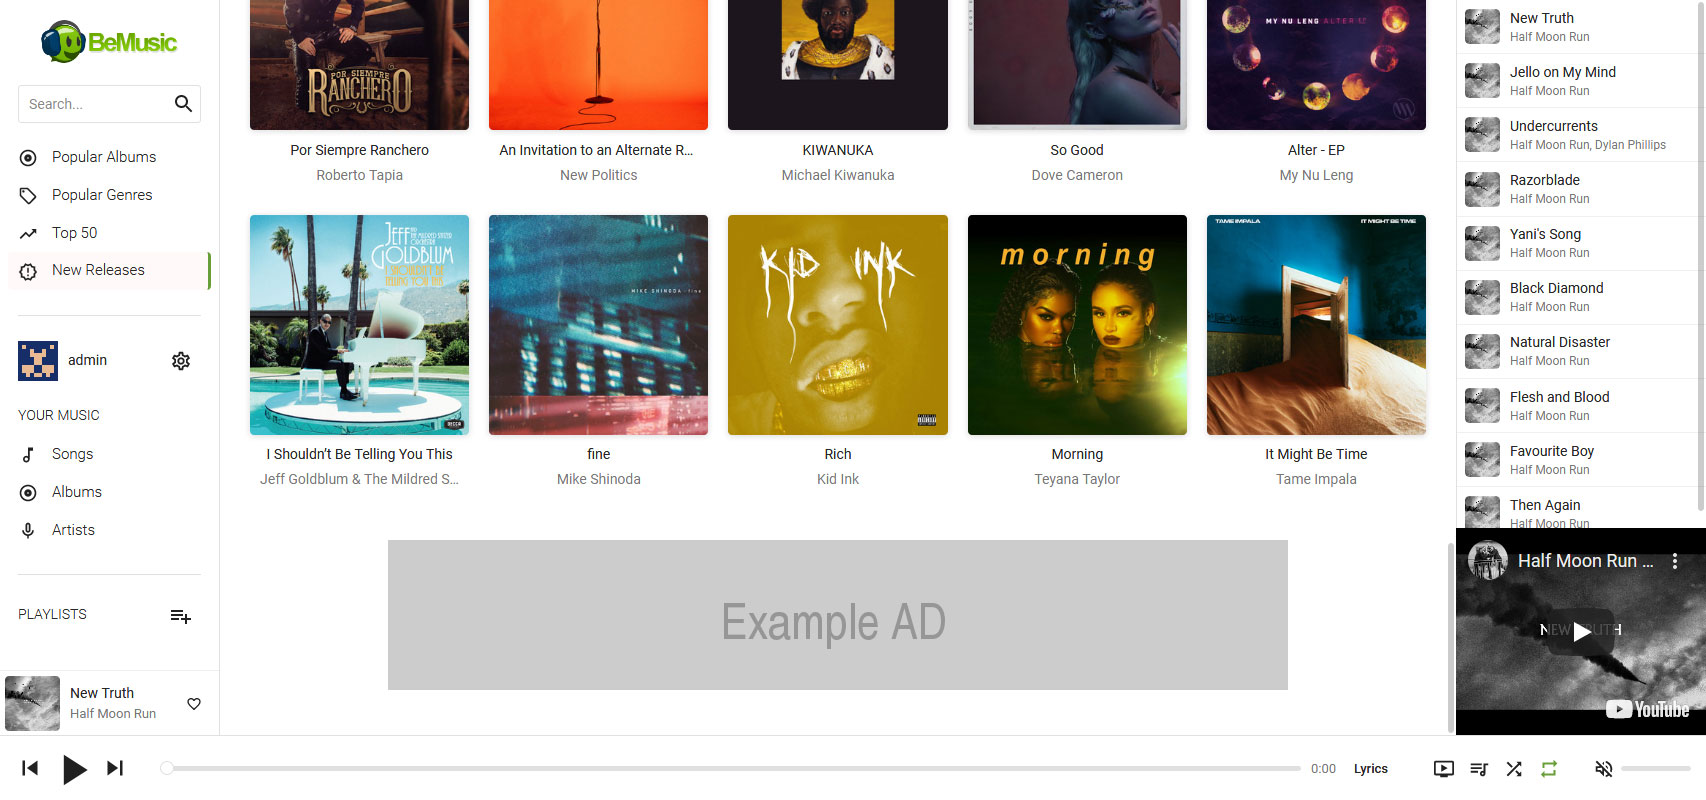 BeMusic
Search...
Popular Albums
Popular Genres
Top 50
New Releases
admin
YOUR MUSIC
Songs
Albums
Artists
PLAYLISTS
New Truth
Half Moon Run
POR SIEMPRE
RANCHERO
MY NU LENG ALTER
Por Siempre Ranchero
Roberto Tapia
An Invitation to an Alternate R...
New Politics
KIWANUKA
Michael Kiwanuka
So Good
Dove Cameron
Alter - EP
My Nu Leng
JEFF
GOLDBLUM
MIKE SHINODA fine
KID INK
morning
TAME IMPALA
IT MIGHT BE TIME
I Shouldn't Be Telling You This
Jeff Goldblum & The Mildred S...
fine
Mike Shinoda
Rich
Kid Ink
Morning
Teyana Taylor
It Might Be Time
Tame Impala
Example AD
New Truth
Half Moon Run
Jello on My Mind
Half Moon Run
Undercurrents
Half Moon Run, Dylan Phillips
Razorblade
Half Moon Run
Yani's Song
Half Moon Run
Black Diamond
Half Moon Run
Natural Disaster
Half Moon Run
Flesh and Blood
Half Moon Run
Favourite Boy
Half Moon Run
Then Again
Half Moon Run
Half Moon Run ...
NEW TRUTH
YouTube
0:00
Lyrics